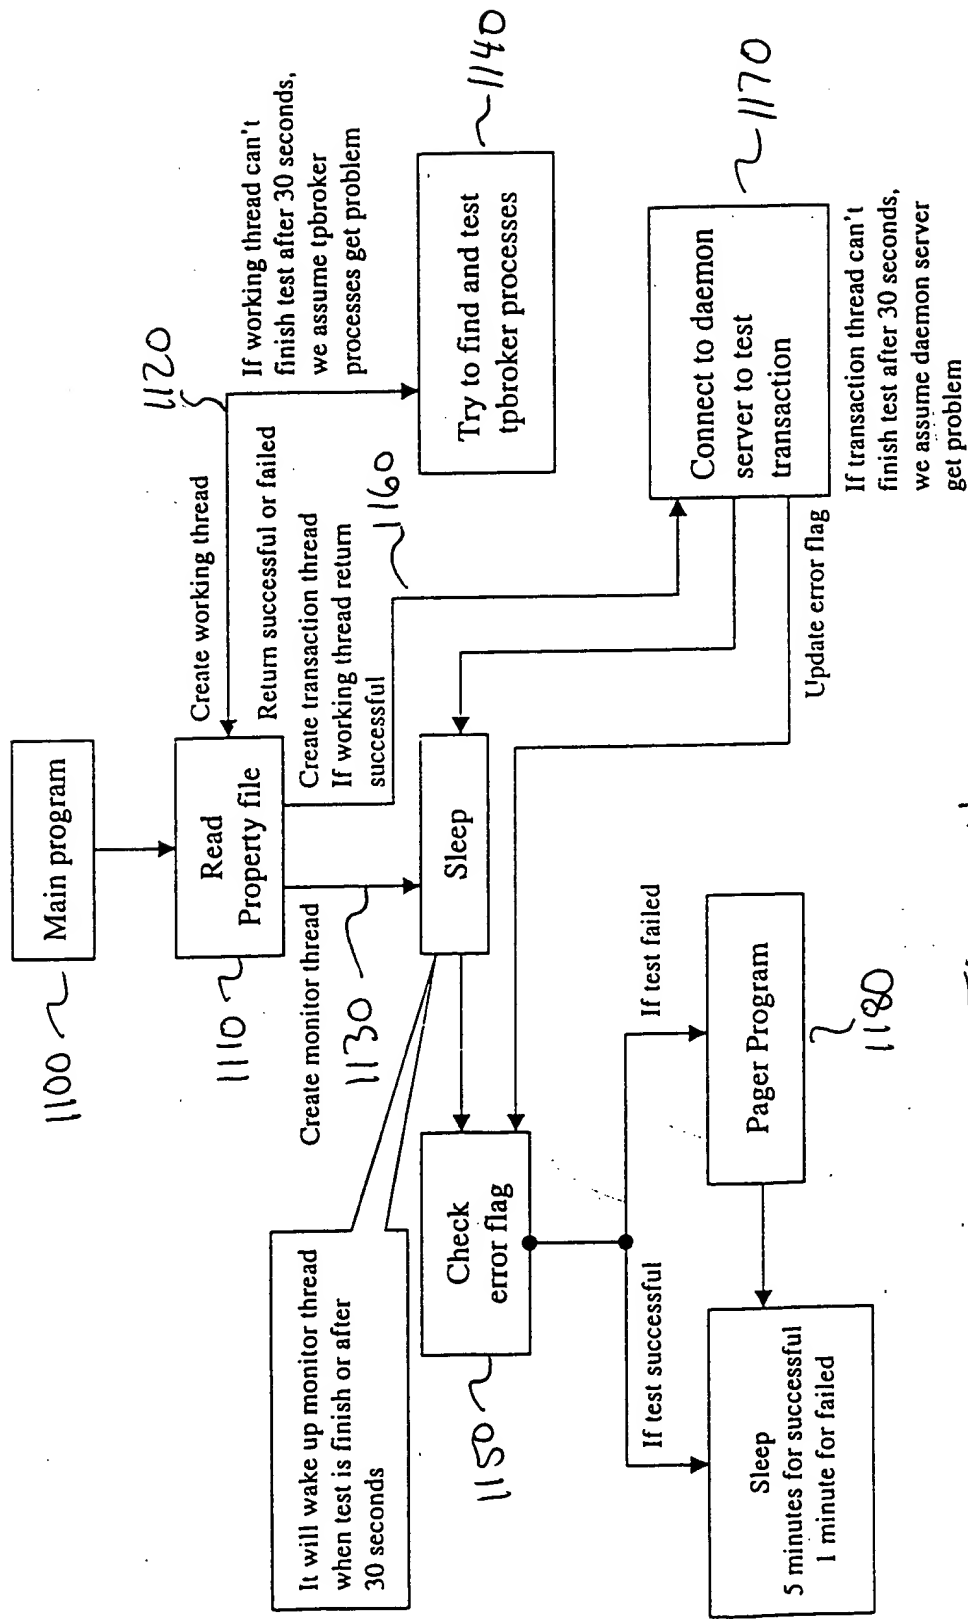 1100
Main program
1110
Read
Property file
Create working thread
1120
Return successful or failed
If working thread can't
finish test after 30 seconds,
we assume tpbroker
processes get problem
Create monitor thread
1130
Create transaction thread
If working thread return
successful
1160
Try to find and test
tpbroker processes
1140
It will wake up monitor thread
when test is finish or after
30 seconds
Sleep
Check
error flag
1150
Connect to daemon
server to test
transaction
1170
Update error flag
If transaction thread can't
finish test after 30 seconds,
we assume daemon server
get problem
If test successful
If test failed
Sleep
5 minutes for successful
1 minute for failed
Pager Program
1180